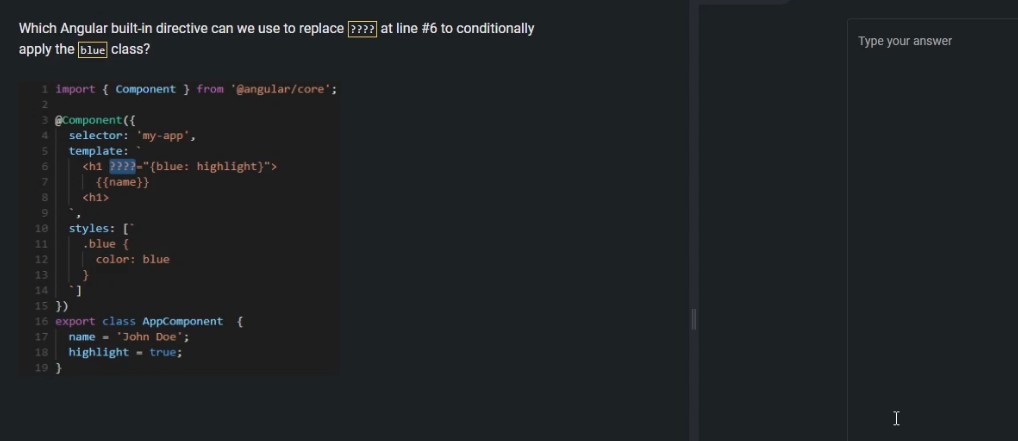 Which Angular built-in directive can we use to replace ???? at line #6 to conditionally
apply the blue class?
Type your answer
1 import { Component } from '@angular/core';
2
3 @Component({
4 selector: 'my-app',
5 template: `
6 <h1 ????="{blue: highlight}">
7 {{name}}
8 <h1>
9 `,
10 styles: [`
11 .blue {
12 color: blue
13 }
14 `]
15 })
16 export class AppComponent {
17 name = 'John Doe';
18 highlight = true;
19 }